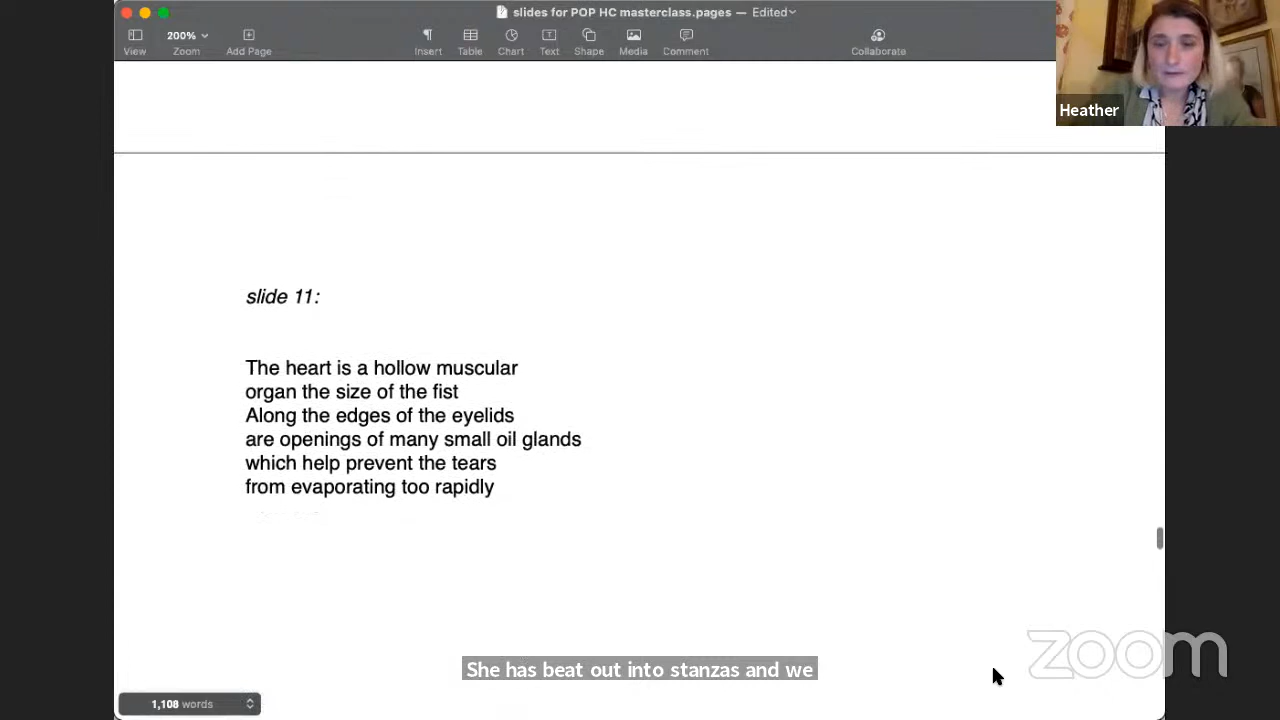 slides for POP HC masterclass.pages — Edited
View
200%
Zoom
Add Page
Insert
Table
Chart
Text
Shape
Media
Comment
Collaborate
Heather
slide 11:
The heart is a hollow muscular
organ the size of the fist
Along the edges of the eyelids
are openings of many small oil glands
which help prevent the tears
from evaporating too rapidly
She has beat out into stanzas and we
zoom
1,108 words